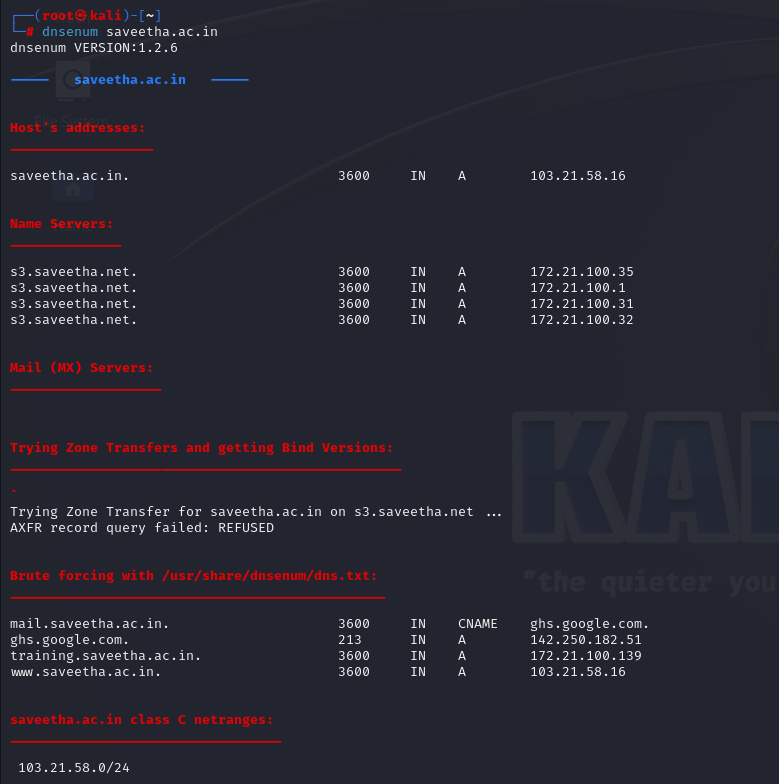 ┌──(root㉿kali)-[~]
└─# dnsenum saveetha.ac.in
dnsenum VERSION:1.2.6
-----   saveetha.ac.in   -----
File System
Host's addresses:
saveetha.ac.in.                          3600     IN    A        103.21.58.16
Name Servers:
s3.saveetha.net.                         3600     IN    A        172.21.100.35
s3.saveetha.net.                         3600     IN    A        172.21.100.1
s3.saveetha.net.                         3600     IN    A        172.21.100.31
s3.saveetha.net.                         3600     IN    A        172.21.100.32
Mail (MX) Servers:
Trying Zone Transfers and getting Bind Versions:
Trying Zone Transfer for saveetha.ac.in on s3.saveetha.net ...
AXFR record query failed: REFUSED
KAL
Brute forcing with /usr/share/dnsenum/dns.txt:
"the quieter you
mail.saveetha.ac.in.                     3600     IN    CNAME    ghs.google.com.
ghs.google.com.                          213      IN    A        142.250.182.51
training.saveetha.ac.in.                 3600     IN    A        172.21.100.139
www.saveetha.ac.in.                      3600     IN    A        103.21.58.16
saveetha.ac.in class C netranges:
103.21.58.0/24